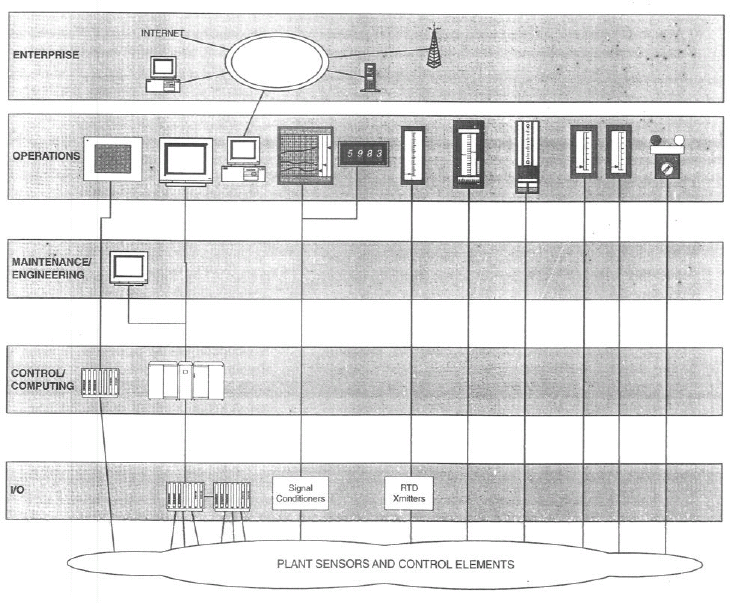 INTERNET
ENTERPRISE
OPERATIONS
5983
MAINTENANCE/
ENGINEERING
CONTROL/
COMPUTING
I/O
Signal
Conditioners
RTD
Xmitters
PLANT SENSORS AND CONTROL ELEMENTS